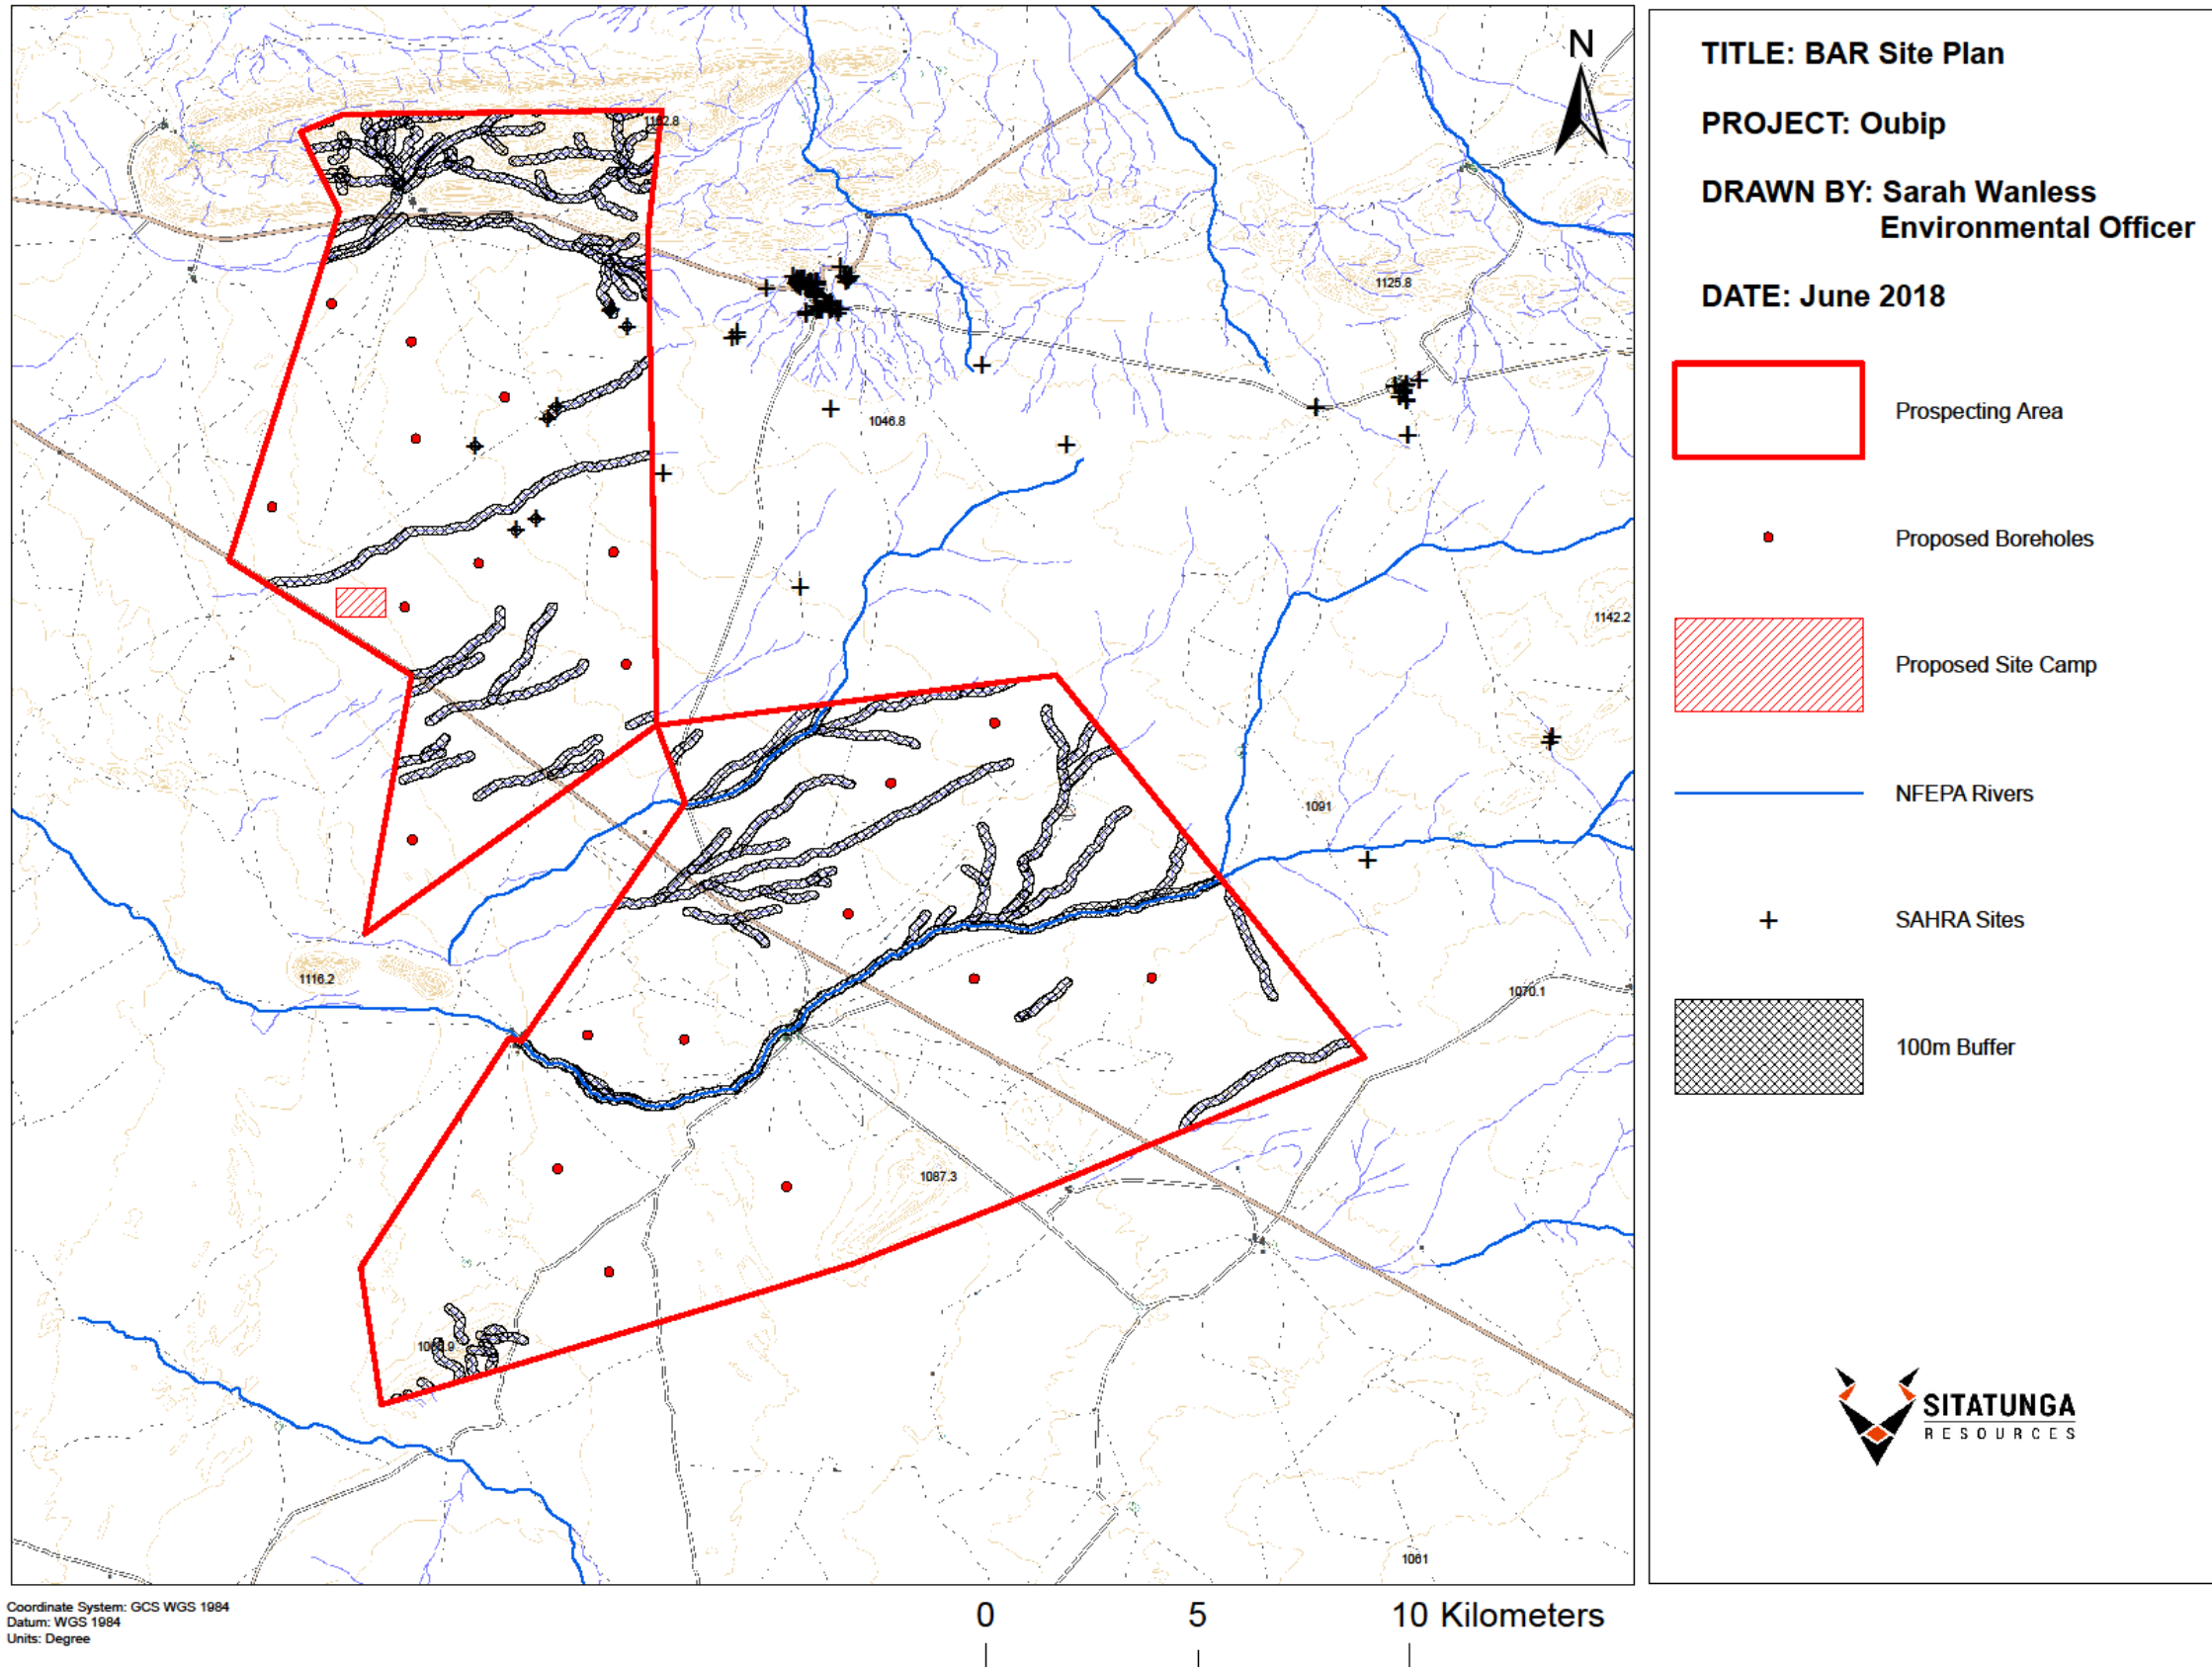 N
1182.8
1125.8
1046.8
1142.2
1091
1116.2
1070.1
1087.3
1061
TITLE: BAR Site Plan
PROJECT: Oubip
DRAWN BY: Sarah Wanless
Environmental Officer
DATE: June 2018
Prospecting Area
Proposed Boreholes
Proposed Site Camp
NFEPA Rivers
SAHRA Sites
100m Buffer
SITATUNGA
RESOURCES
Coordinate System: GCS WGS 1984
Datum: WGS 1984
Units: Degree
0 5 10 Kilometers